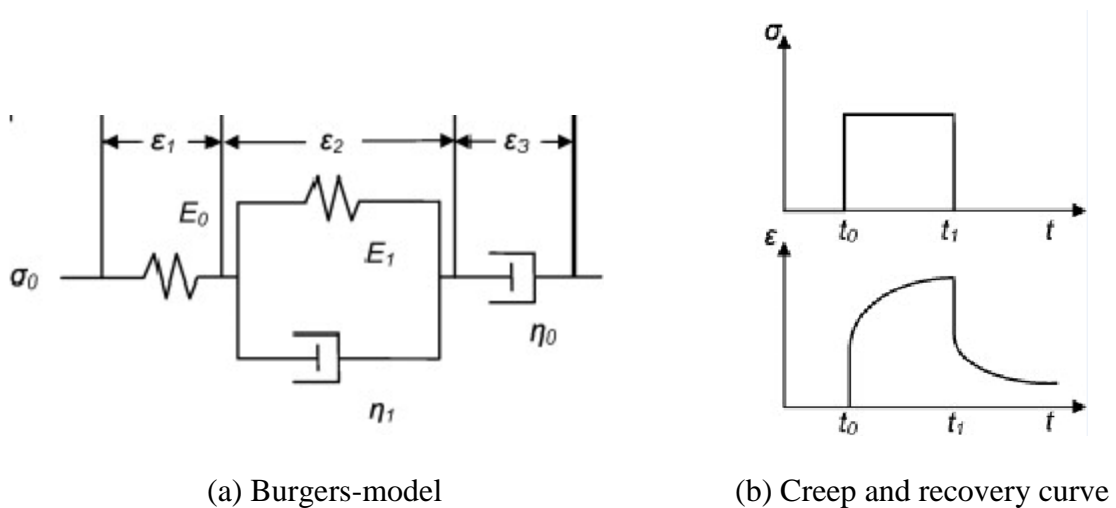 ε1
ε2
ε3
E0
E1
σ0
η0
η1
(a) Burgers-model
σ
t0
t1
t
ε
t0
t1
t
(b) Creep and recovery curve